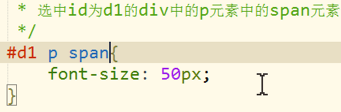 * 选中id为d1的div中的p元素中的span元素
*/
#d1 p span{
font-size: 50px;
}